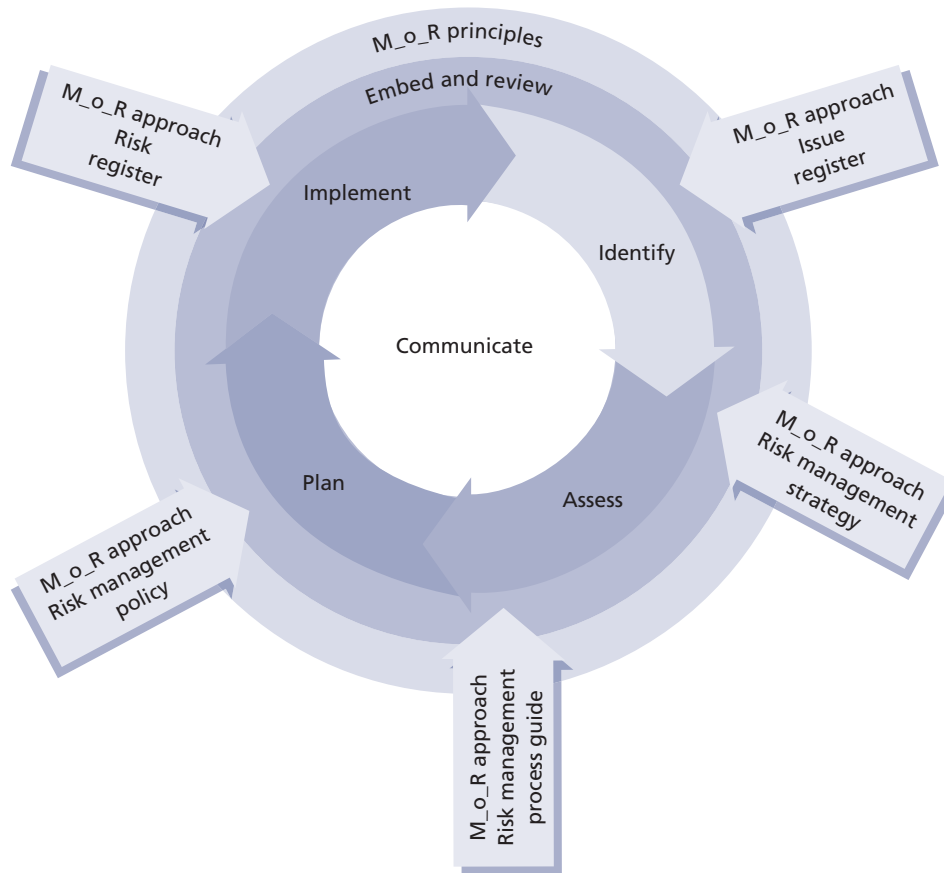 M_o_R principles
Embed and review
M_o_R approach
Risk
register
M_o_R approach
Issue
register
Implement
Identify
Communicate
Plan
Assess
M_o_R approach
Risk management
strategy
M_o_R approach
Risk management
policy
M_o_R approach
Risk management
process guide